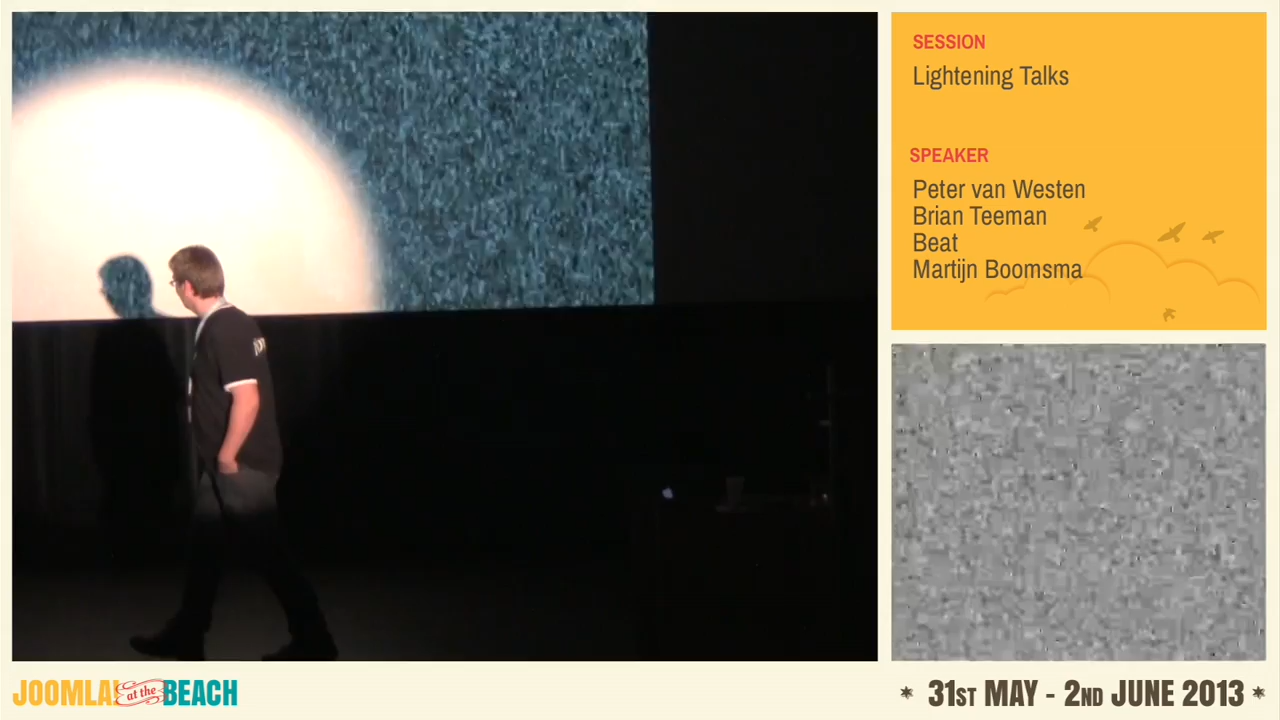 SESSION
Lightening Talks
SPEAKER
Peter van Westen
Brian Teeman
Beat
Martijn Boomsma
JOOMLA! at the BEACH
* 31ST MAY - 2ND JUNE 2013 *